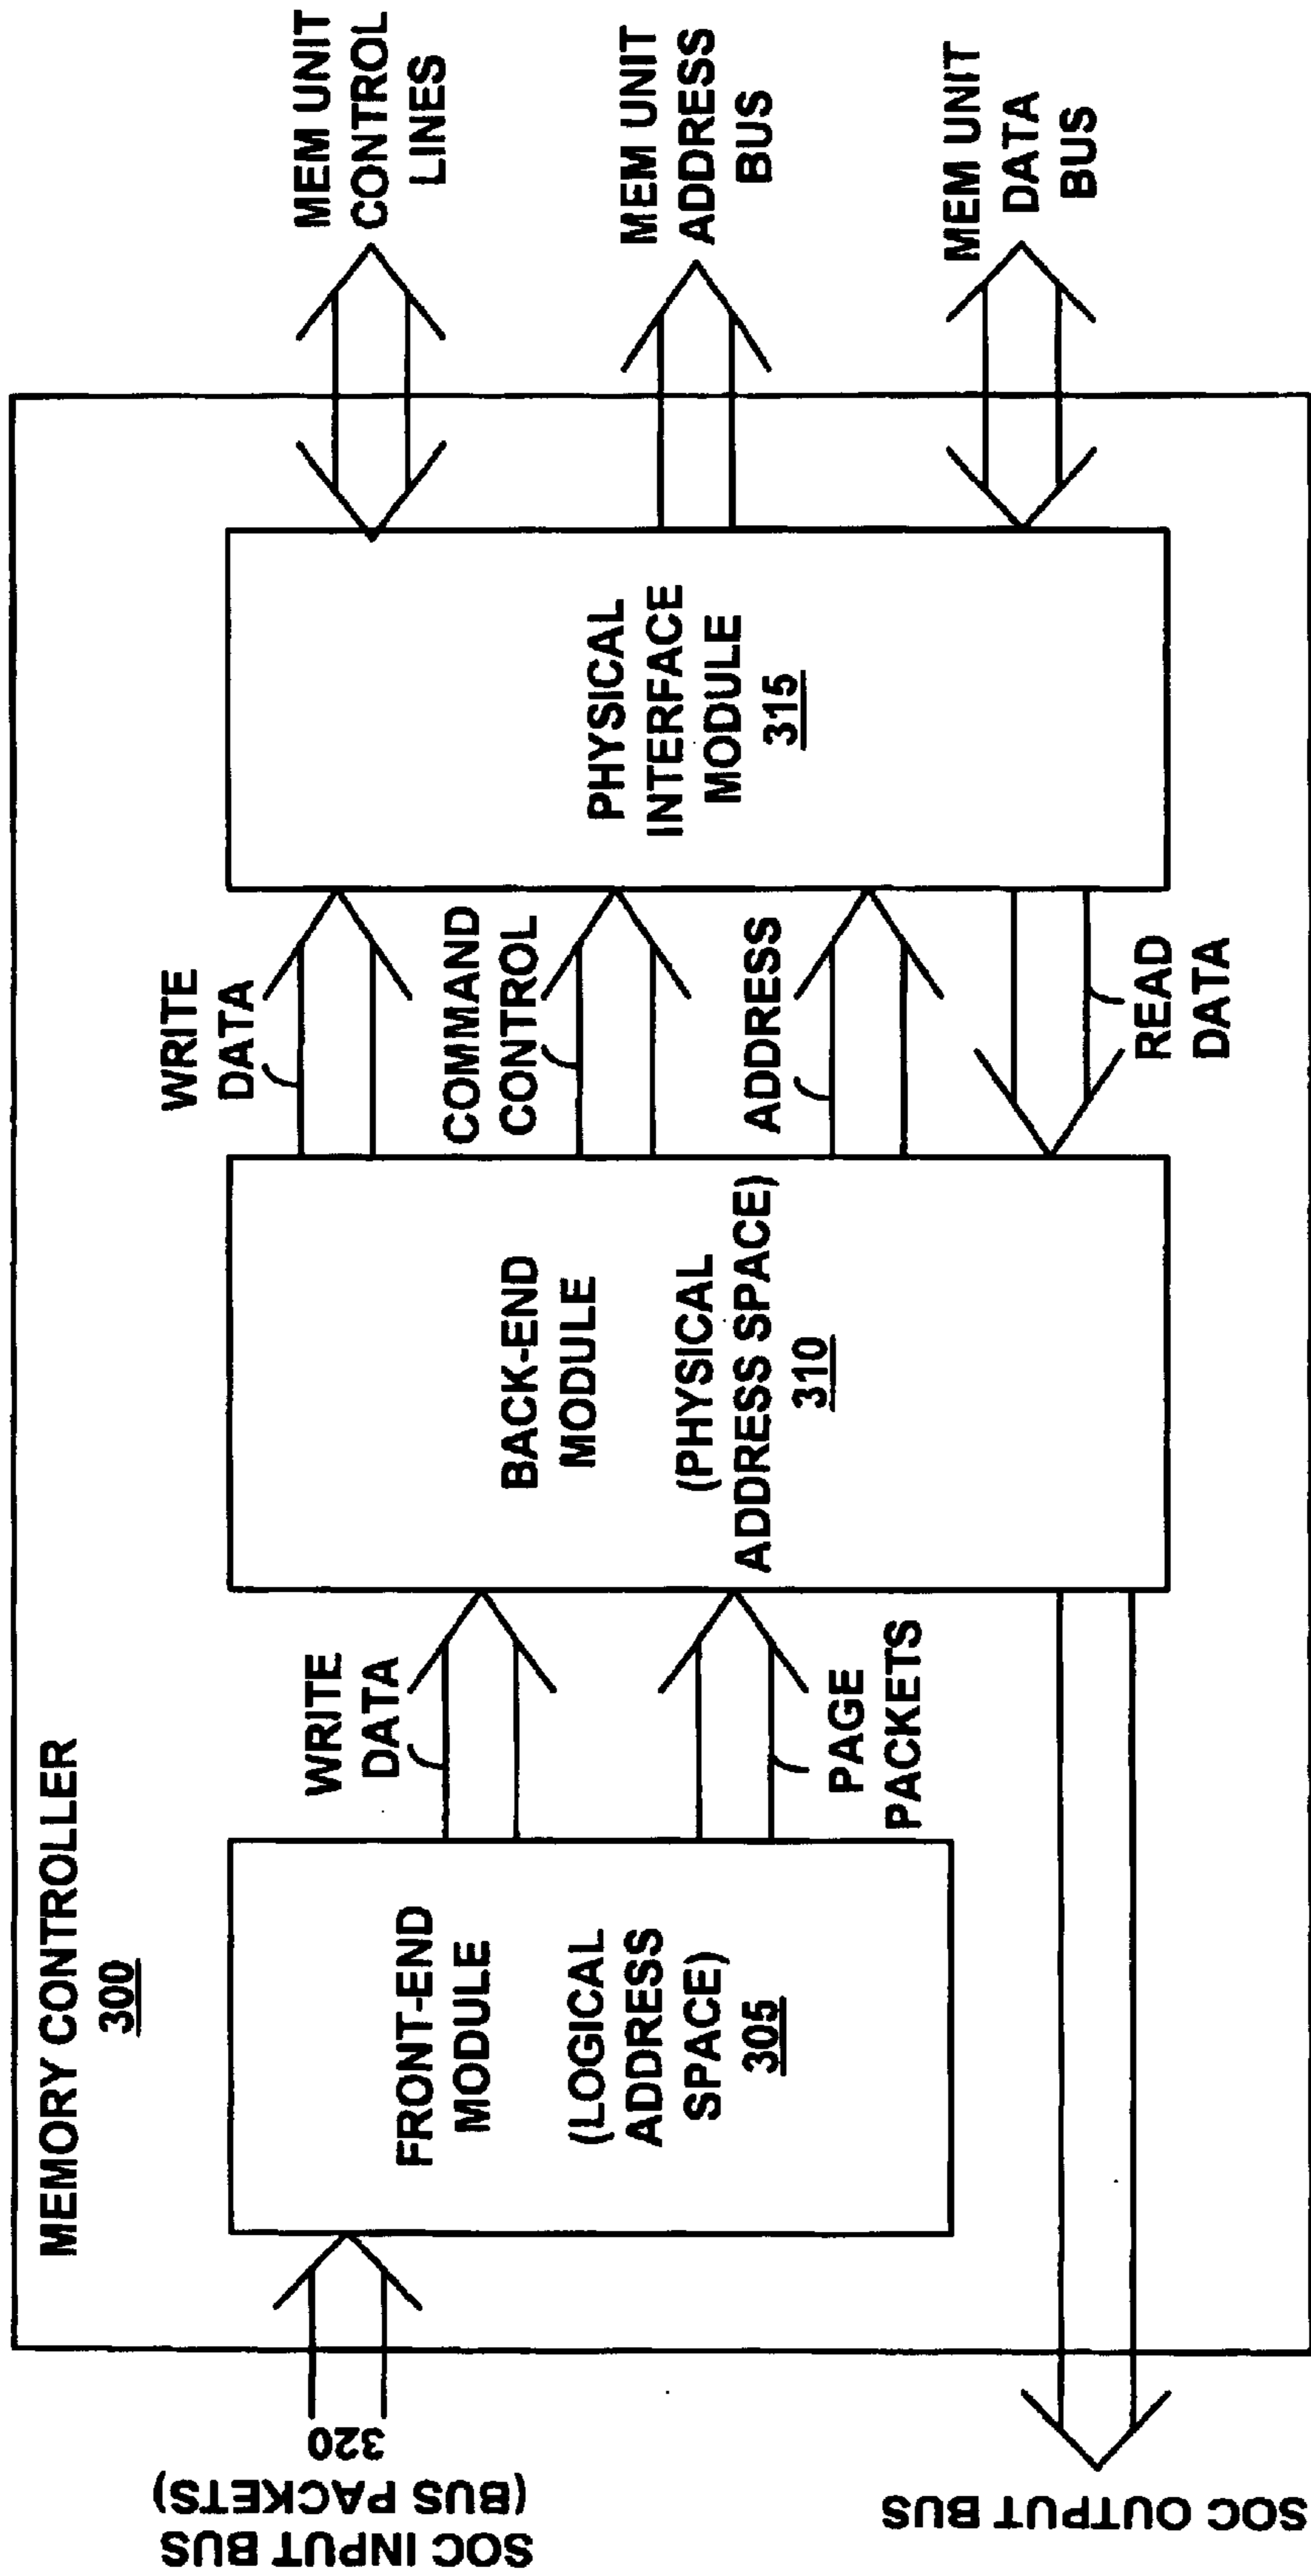 MEMORY CONTROLLER
300
SOC INPUT BUS
(BUS PACKETS)
320
FRONT-END
MODULE
(LOGICAL
ADDRESS
SPACE)
305
WRITE
DATA
PAGE
PACKETS
BACK-END
MODULE
(PHYSICAL
ADDRESS SPACE)
310
WRITE
DATA
COMMAND
CONTROL
ADDRESS
READ
DATA
PHYSICAL
INTERFACE
MODULE
315
MEM UNIT
CONTROL
LINES
MEM UNIT
ADDRESS
BUS
MEM UNIT
DATA
BUS
SOC OUTPUT BUS